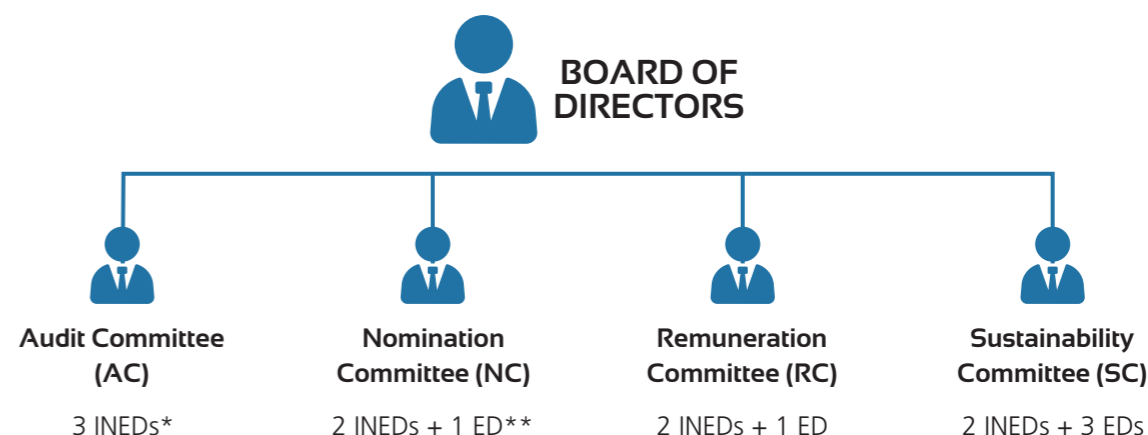 BOARD OF
DIRECTORS
Audit Committee
(AC)
3 INEDs*
Nomination
Committee (NC)
2 INEDs + 1 ED**
Remuneration
Committee (RC)
2 INEDs + 1 ED
Sustainability
Committee (SC)
2 INEDs + 3 EDs